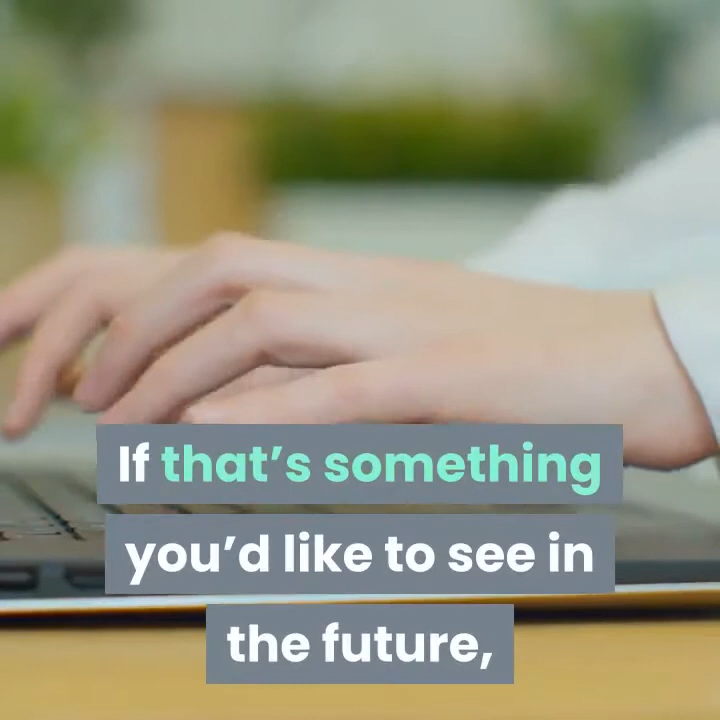 If that’s something
you’d like to see in
the future,